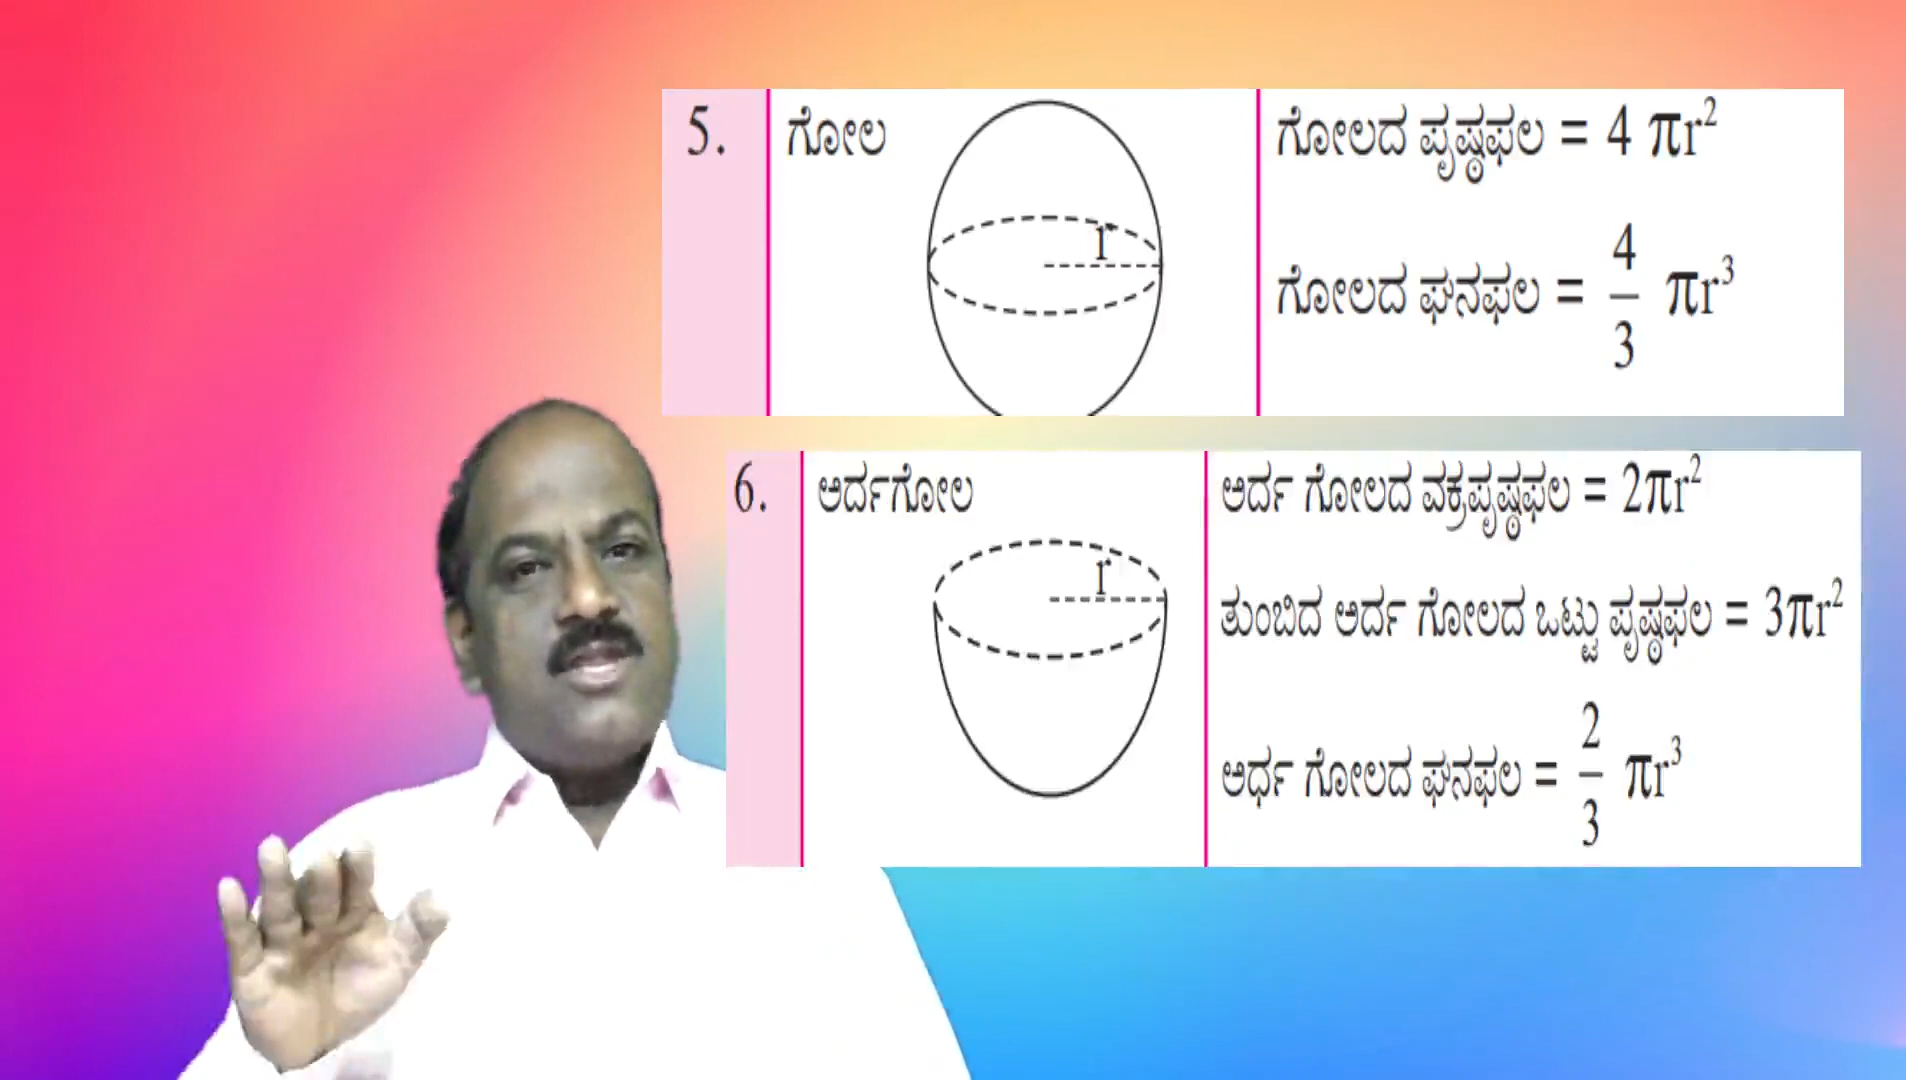 5. ಗೋಲ
r
ಗೋಲದ ಪೃಷ್ಠಫಲ = 4 πr²
ಗೋಲದ ಘನಫಲ = 4/3 πr³
6. ಅರ್ದಗೋಲ
r
ಅರ್ದ ಗೋಲದ ವಕ್ರಪೃಷ್ಠಫಲ = 2πr²
ತುಂಬಿದ ಅರ್ದ ಗೋಲದ ಒಟ್ಟು ಪೃಷ್ಠಫಲ = 3πr²
ಅರ್ಧ ಗೋಲದ ಘನಫಲ = 2/3 πr³